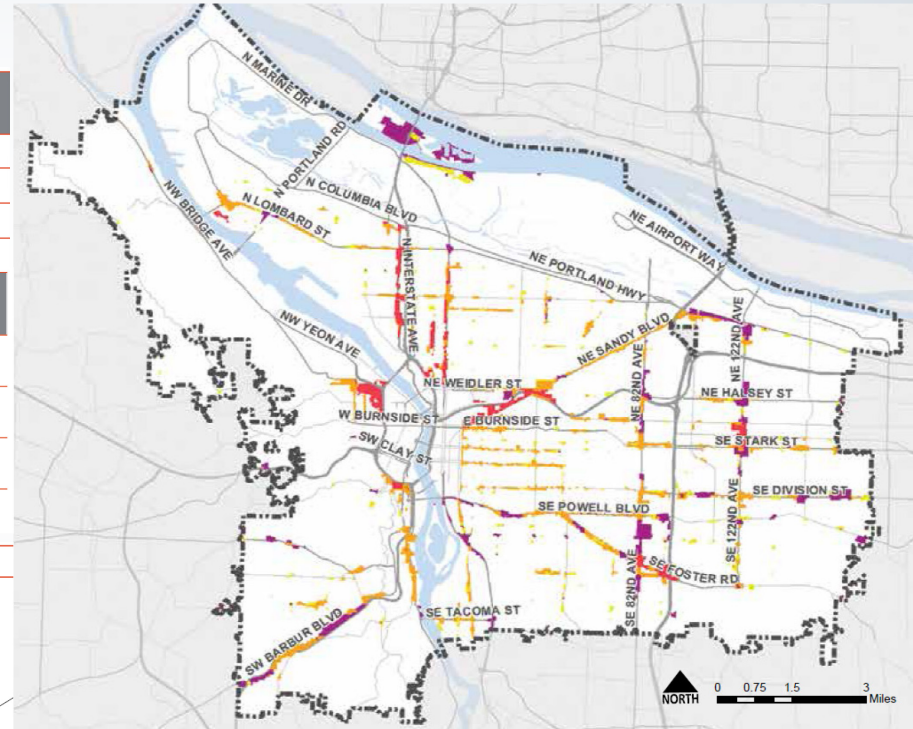 N MARINE DR
N PORTLAND RD
N COLUMBIA BLVD
N LOMBARD ST
NW BRIDGE AVE
N INTERSTATE AVE
NE AIRPORT WAY
NE PORTLAND HWY
NW YEON AVE
NE SANDY BLVD
NE 122ND AVE
NE 82ND AVE
NE WEIDLER ST
NE HALSEY ST
W BURNSIDE ST
E BURNSIDE ST
SE STARK ST
SW CLAY ST
SE DIVISION ST
SE POWELL BLVD
SE 122ND AVE
SE FOSTER RD
SE 82ND AVE
SE TACOMA ST
SW BARBUR BLVD
NORTH
0 0.75 1.5 3
Miles